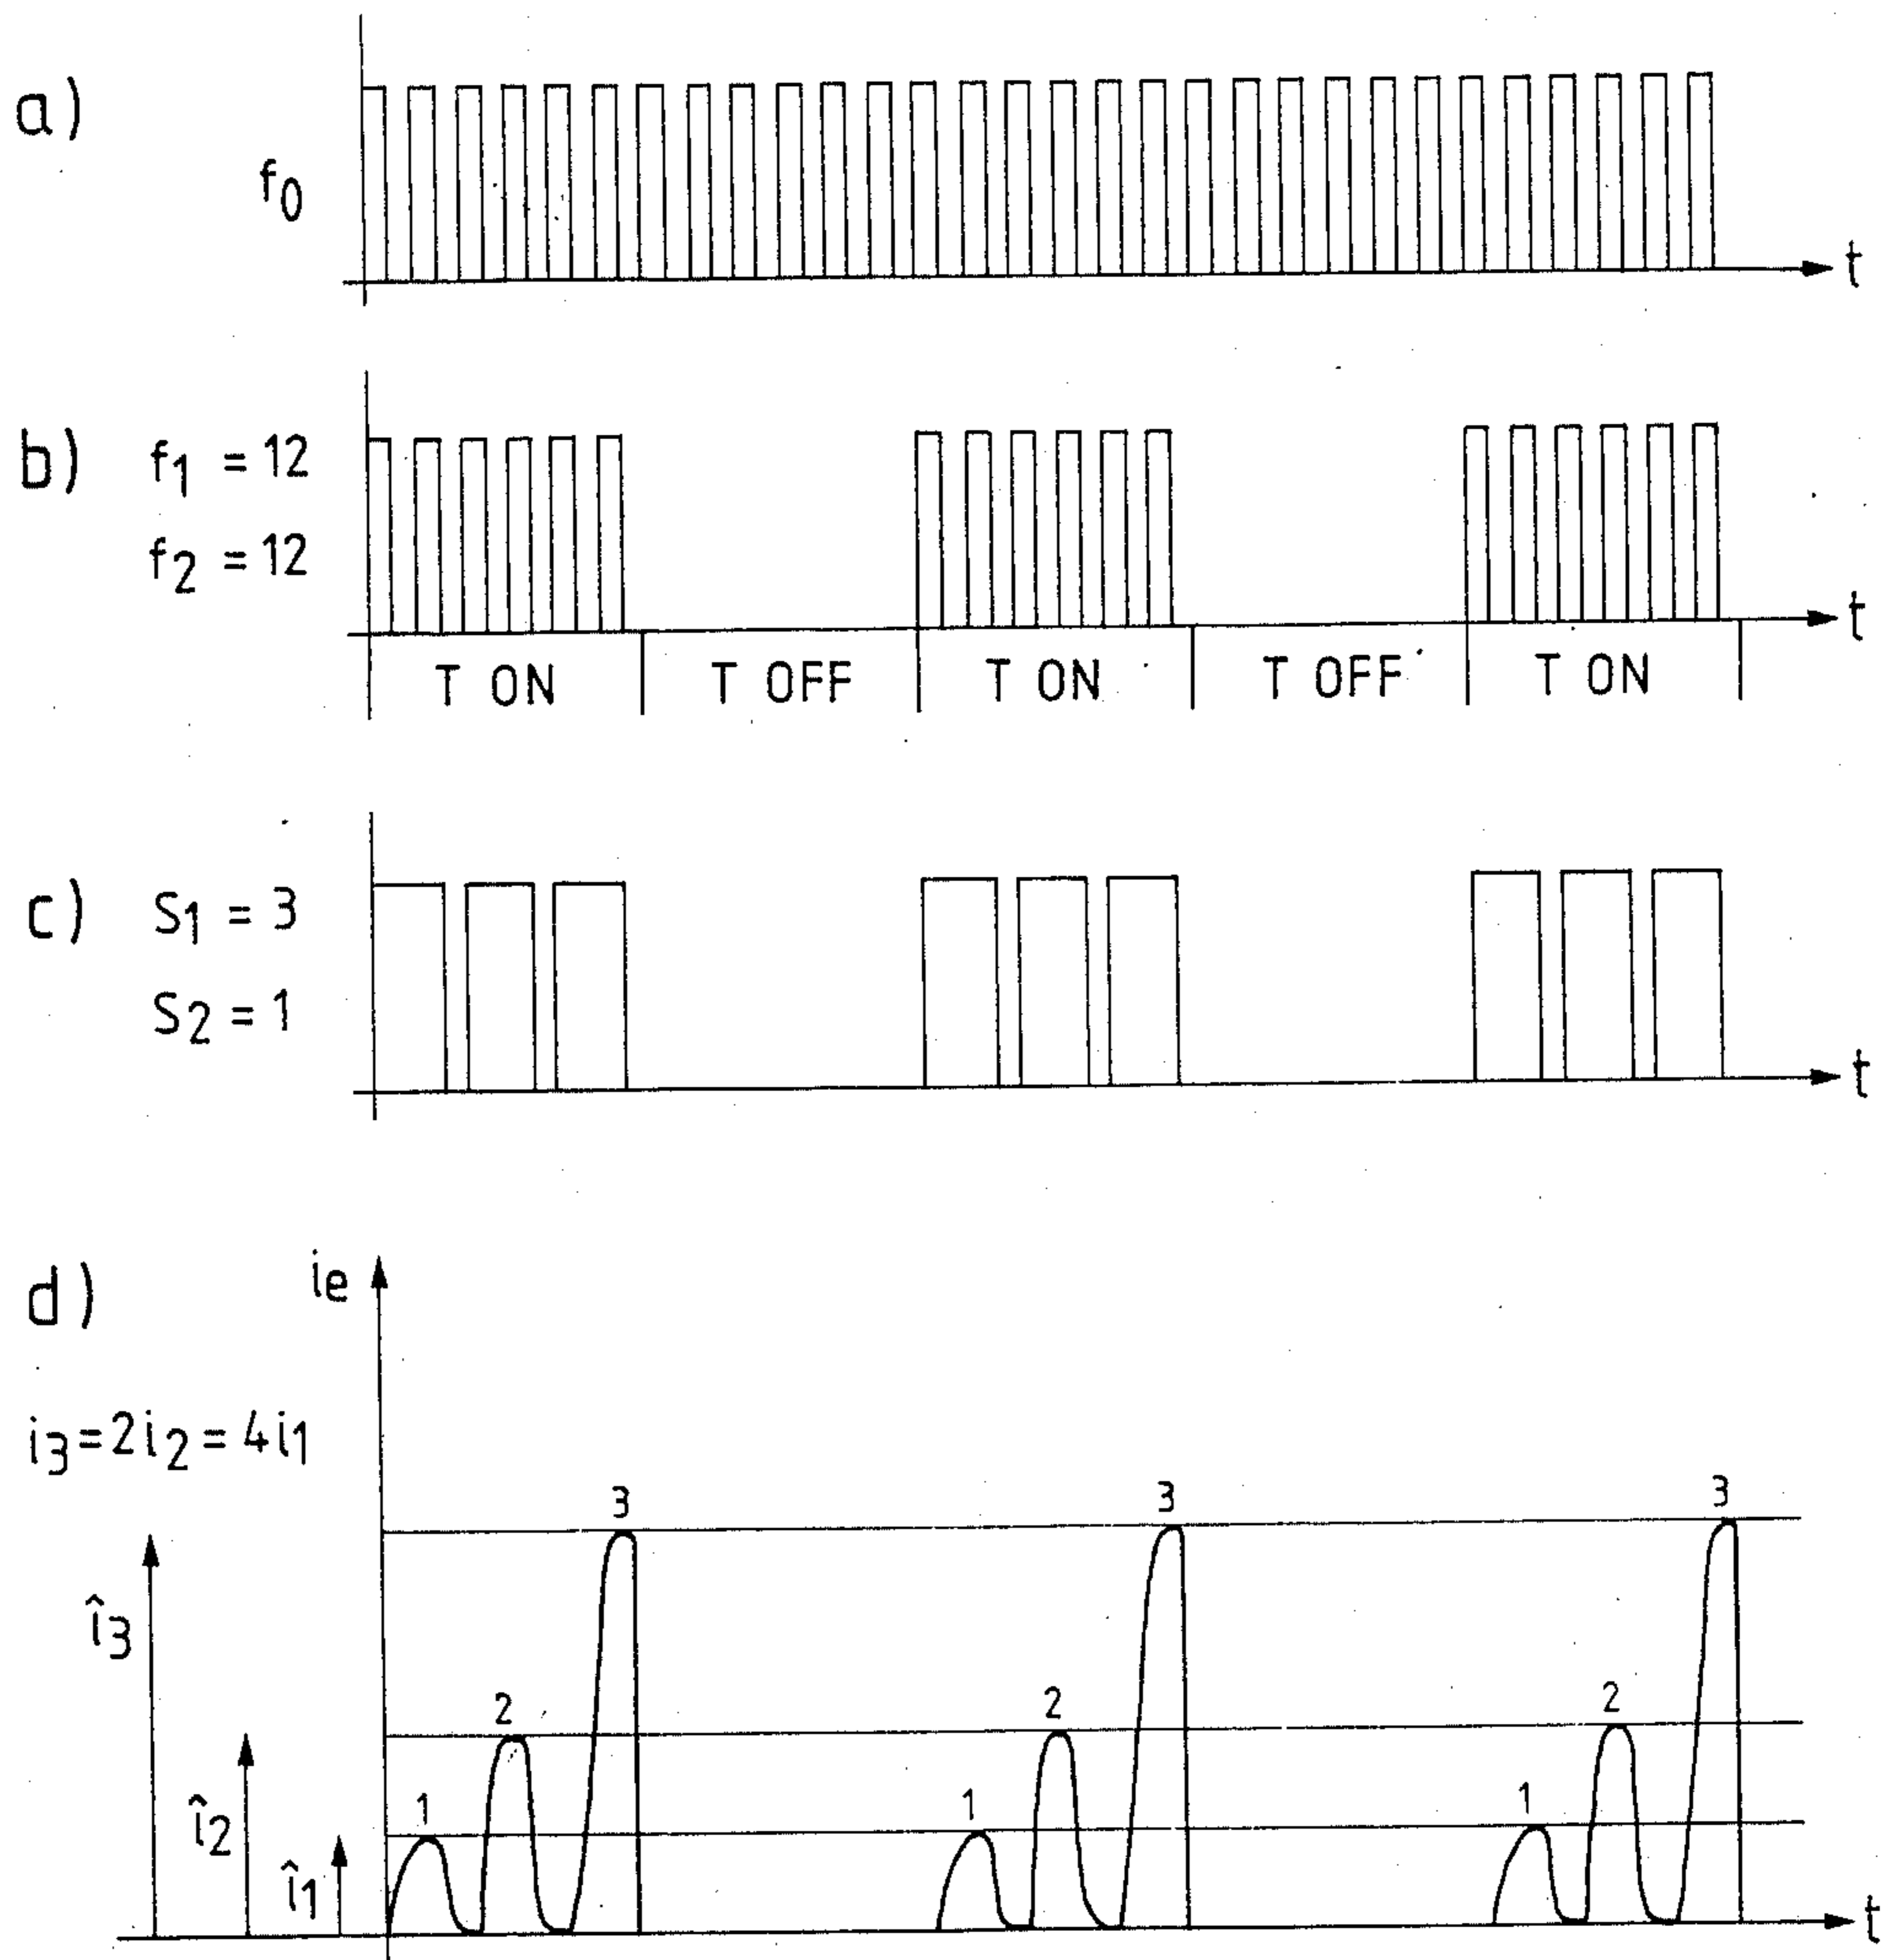 a)
f0
t
b) f1 = 12
f2 = 12
t
T ON T OFF T ON T OFF T ON
c) S1 = 3
S2 = 1
t
d)
ie
i3=2i2=4i1
3 3 3
î3
2 2 2
î2
1 1 1
î1
t